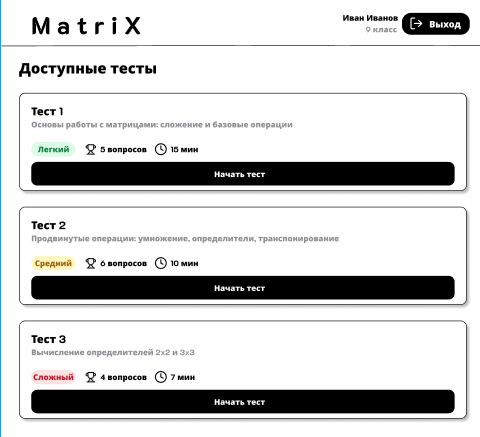 MatriX
Иван Иванов
9 класс
Выход
Доступные тесты
Тест 1
Основы работы с матрицами: сложение и базовые операции
Легкий 5 вопросов 15 мин
Начать тест
Тест 2
Продвинутые операции: умножение, определители, транспонирование
Средний 6 вопросов 10 мин
Начать тест
Тест 3
Вычисление определителей 2x2 и 3x3
Сложный 4 вопросов 7 мин
Начать тест